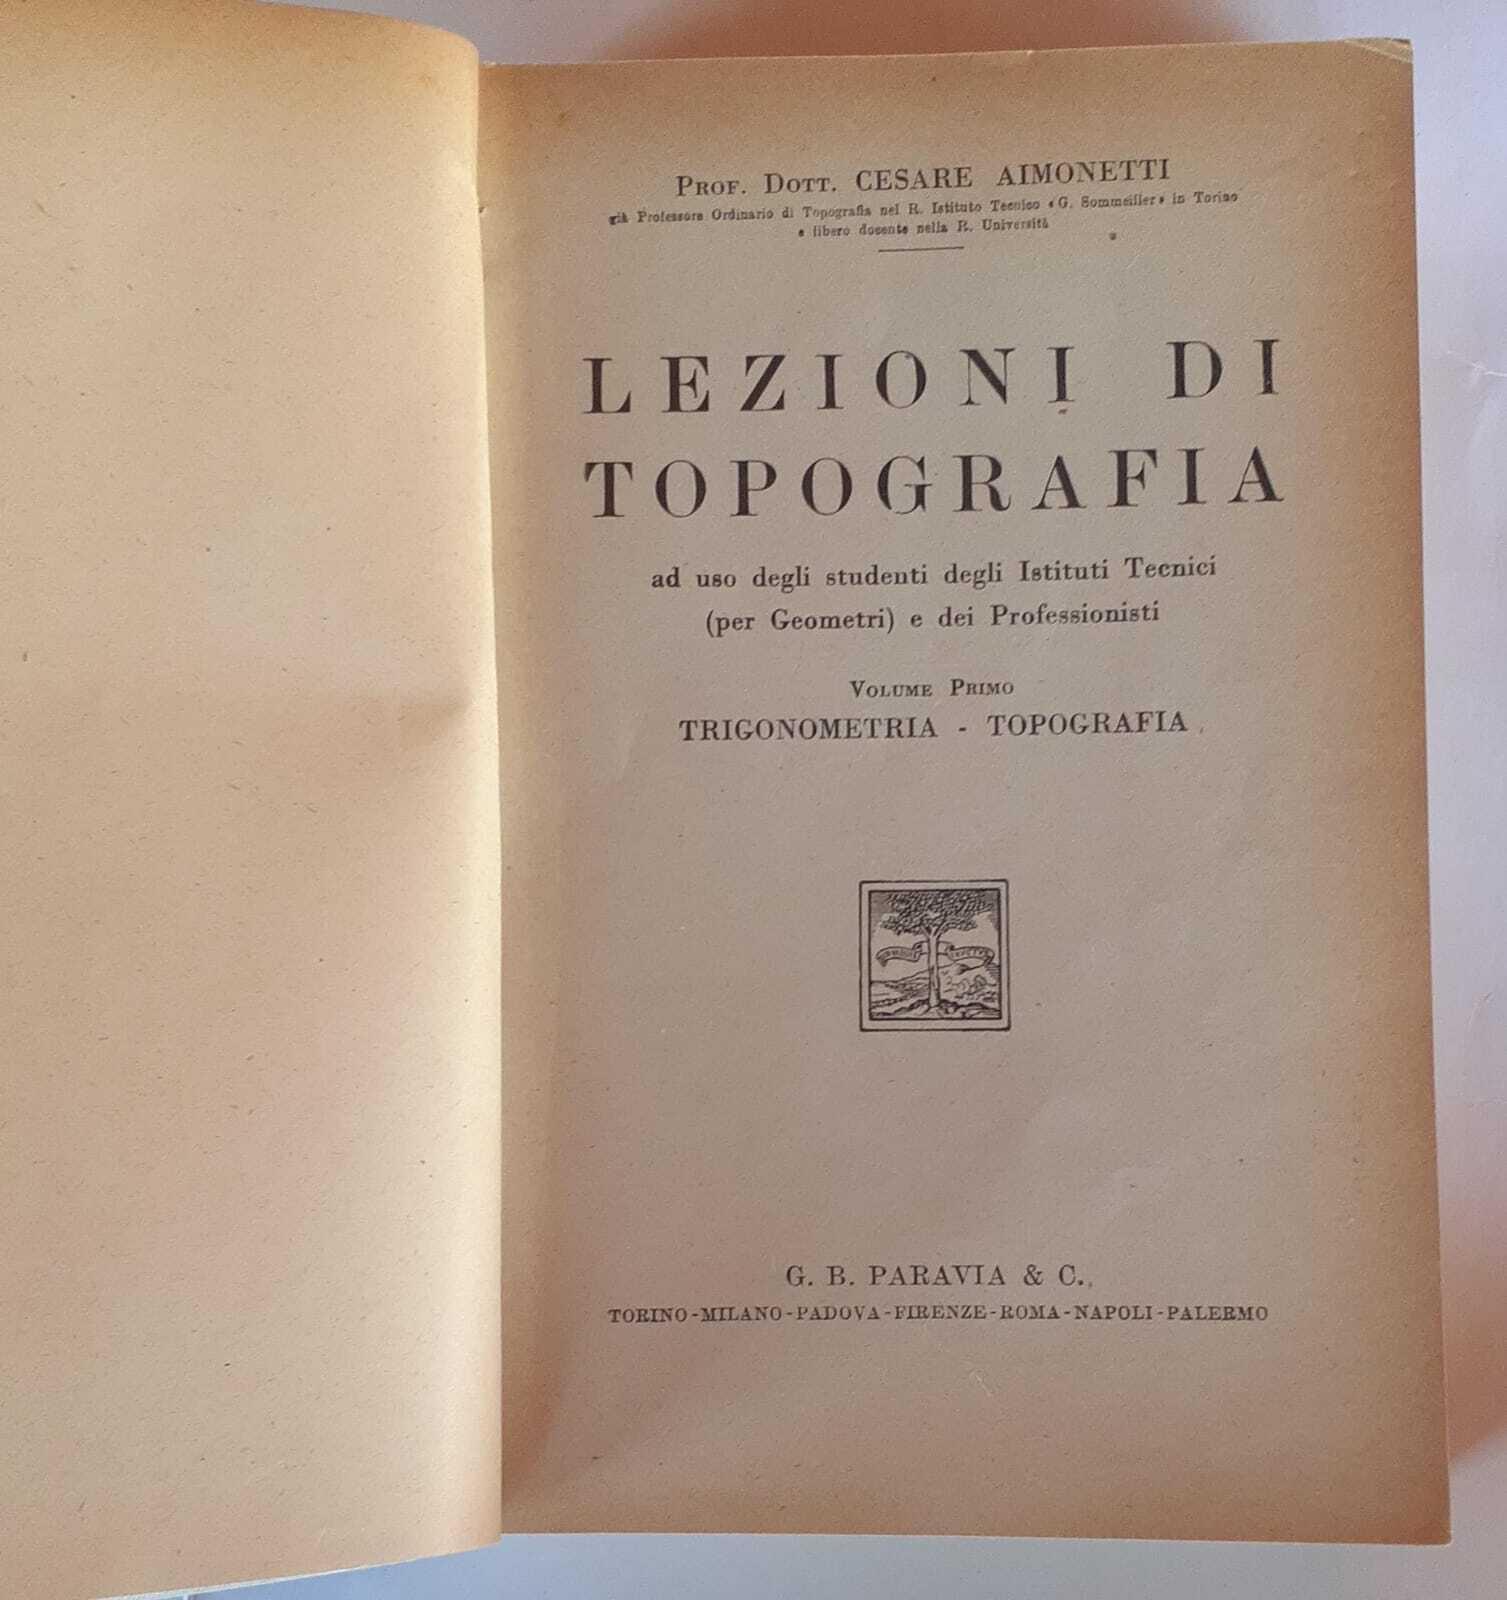 PROF. DOTT. CESARE AIMONETTI
già Professore Ordinario di Topografia nel R. Istituto Tecnico «G. Sommeiller» in Torino
e libero docente nella R. Università
LEZIONI DI
TOPOGRAFIA
ad uso degli studenti degli Istituti Tecnici
(per Geometri) e dei Professionisti
VOLUME PRIMO
TRIGONOMETRIA - TOPOGRAFIA
G. B. PARAVIA & C.
TORINO-MILANO-PADOVA-FIRENZE-ROMA-NAPOLI-PALERMO